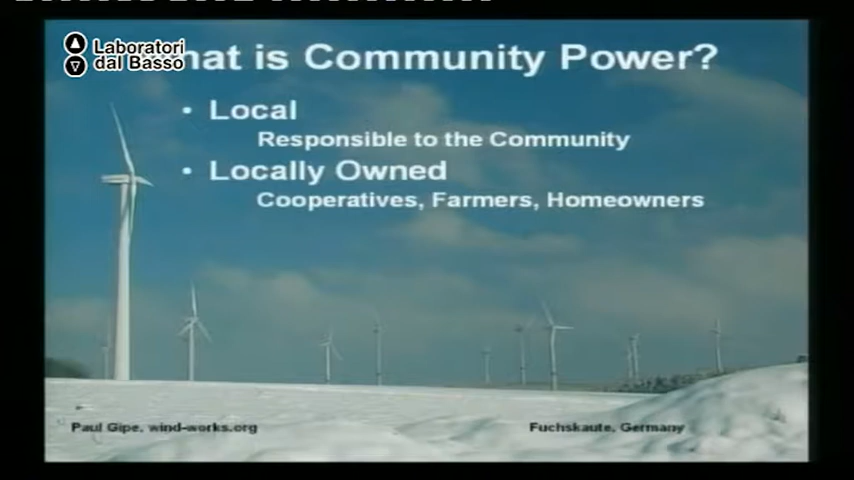 Laboratori
dal Basso
hat is Community Power?
• Local
Responsible to the Community
• Locally Owned
Cooperatives, Farmers, Homeowners
Paul Gipe, wind-works.org
Fuchskaute, Germany